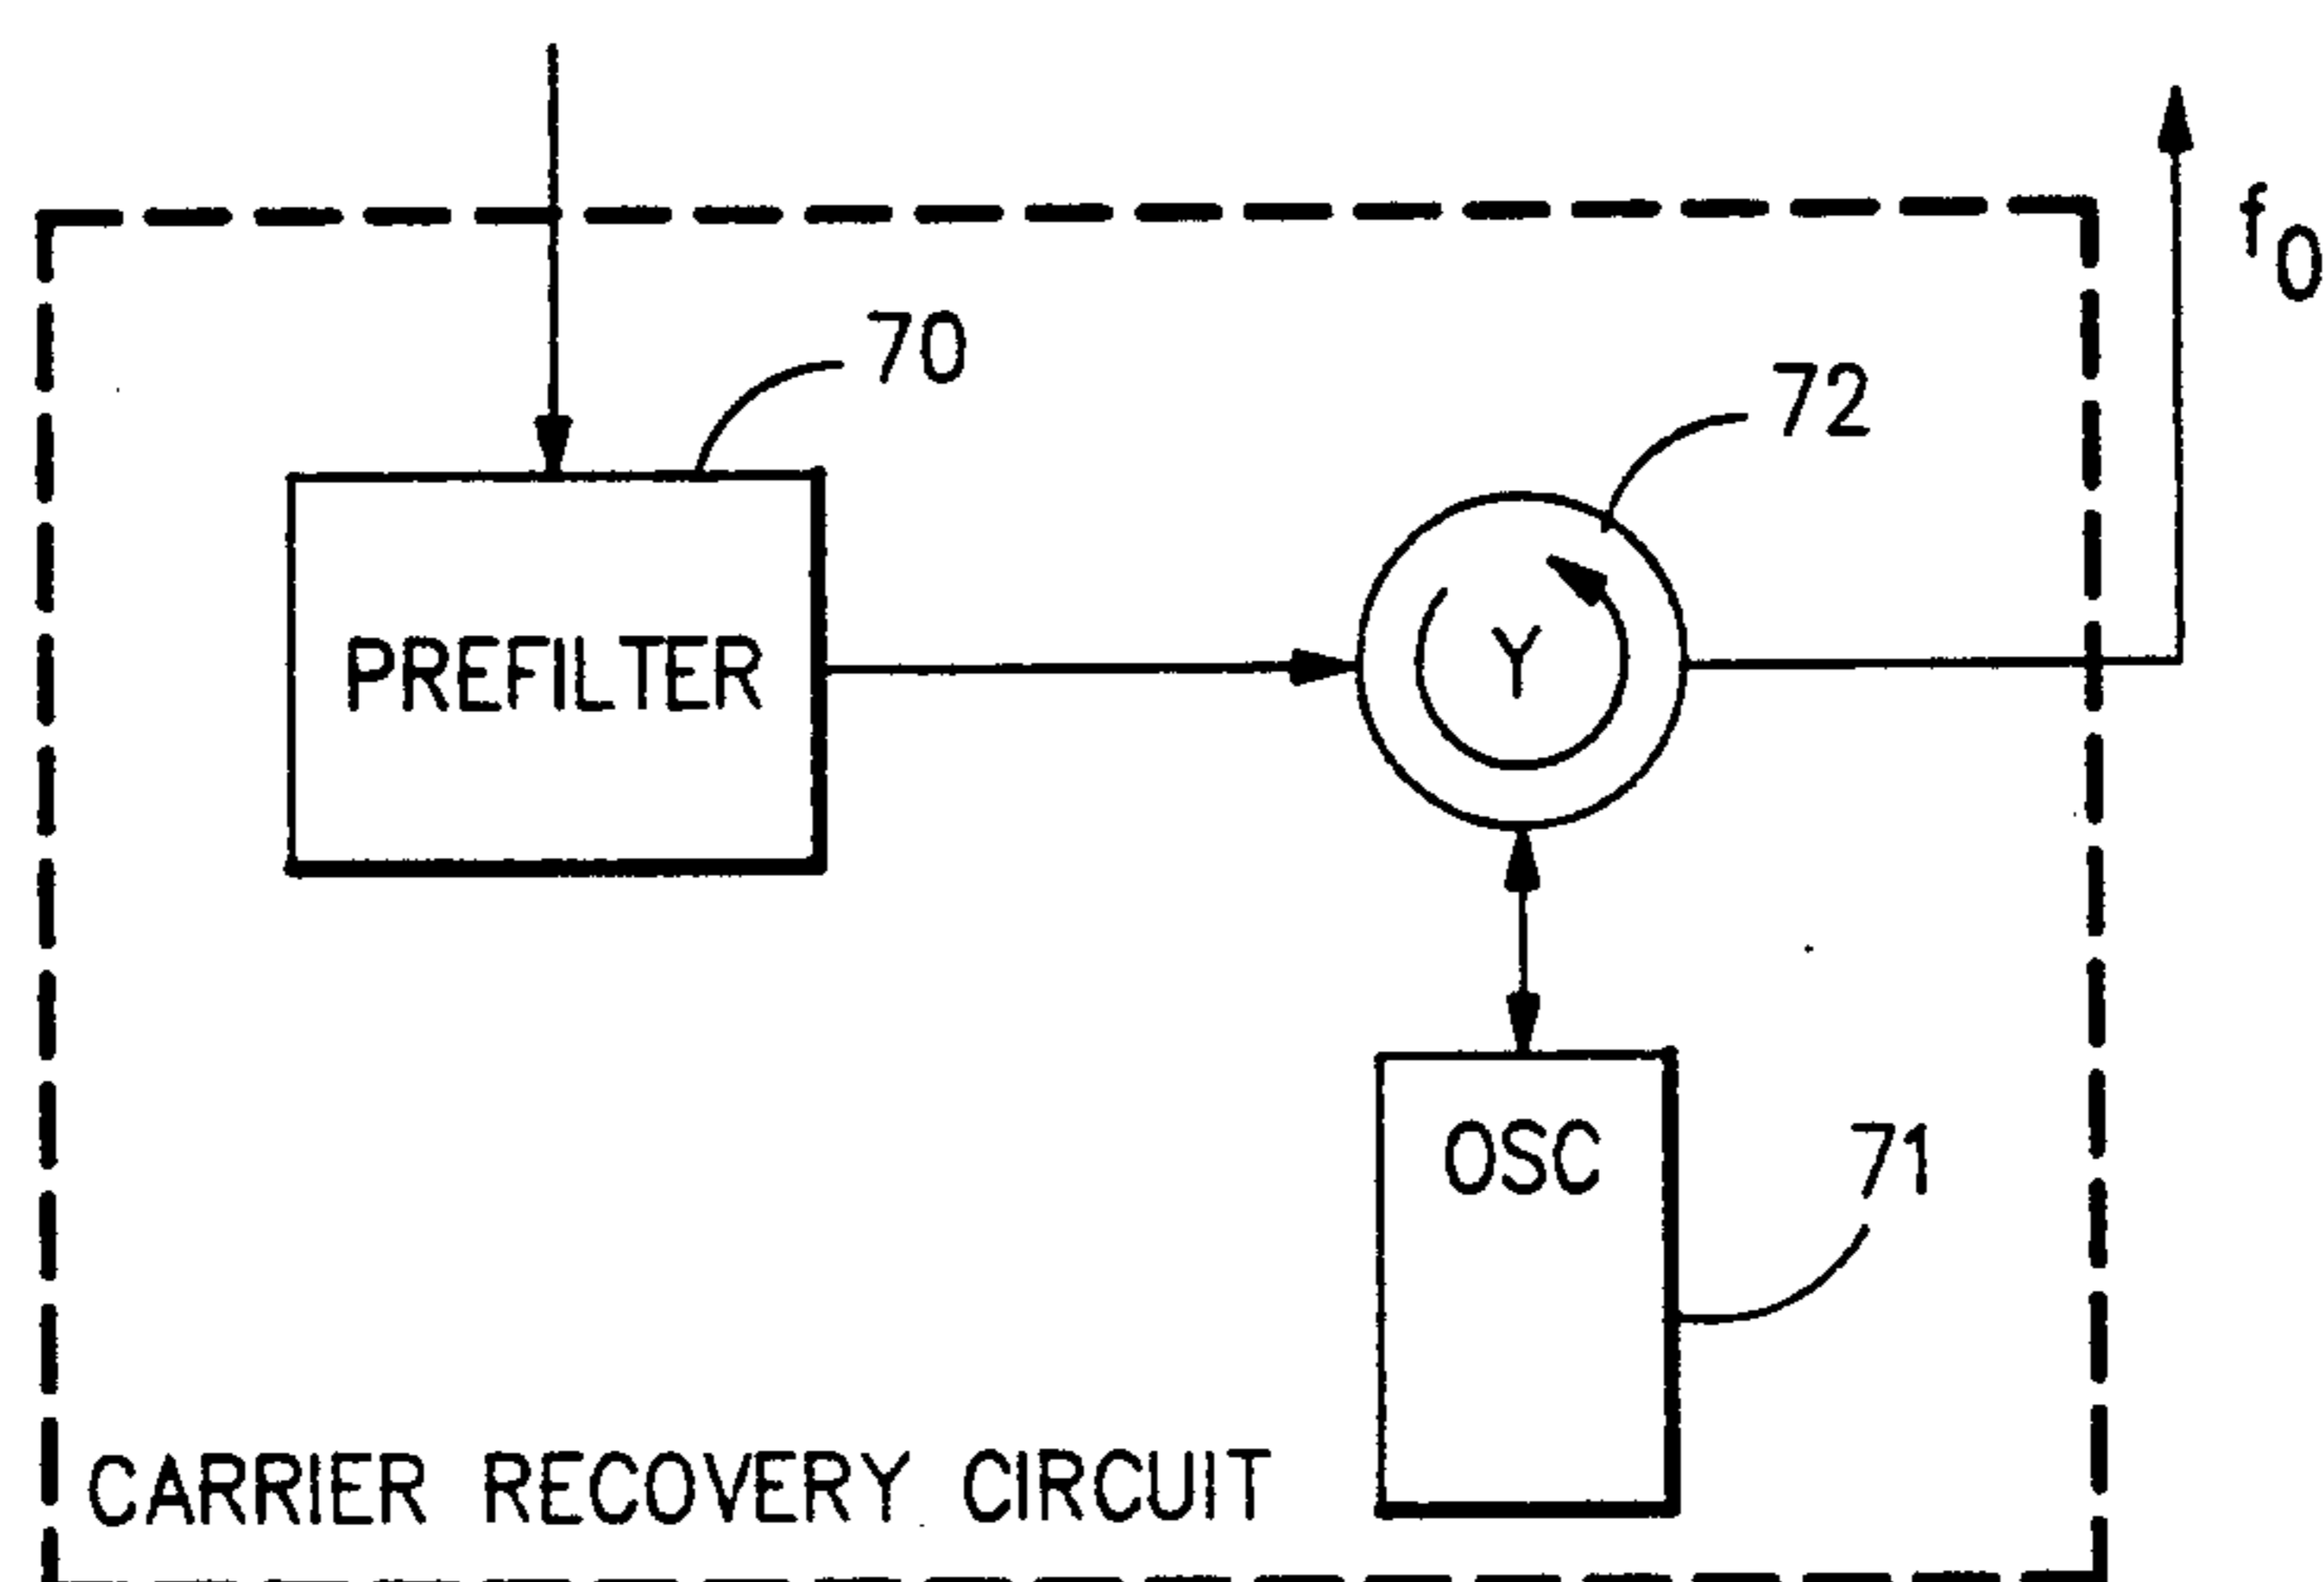 f0
70
72
PREFILTER
Y
OSC
71
CARRIER RECOVERY CIRCUIT